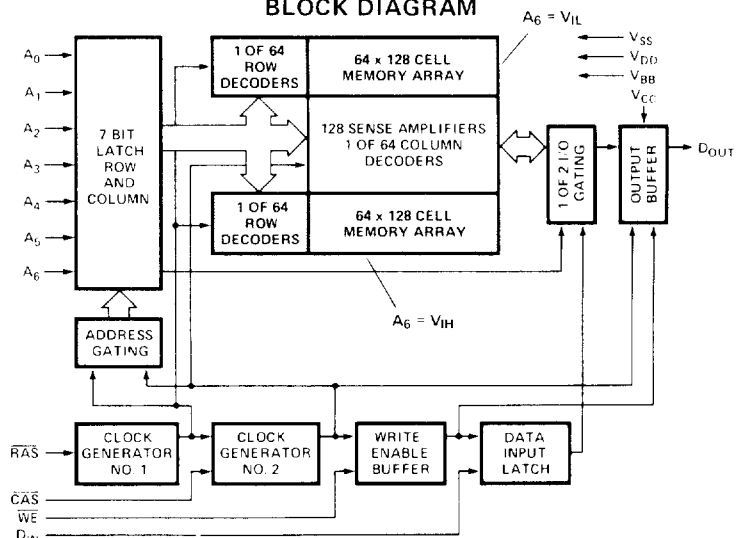 BLOCK DIAGRAM
A6 = VIL
A0
A1
A2
A3
A4
A5
A6
7 BIT
LATCH
ROW
AND
COLUMN
1 OF 64
ROW
DECODERS
64 x 128 CELL
MEMORY ARRAY
128 SENSE AMPLIFIERS
1 OF 64 COLUMN
DECODERS
1 OF 64
ROW
DECODERS
64 x 128 CELL
MEMORY ARRAY
A6 = VIH
VSS
VDD
VBB
VCC
1 OF 2 I/O
GATING
OUTPUT
BUFFER
DOUT
ADDRESS
GATING
RAS
CLOCK
GENERATOR
NO. 1
CLOCK
GENERATOR
NO. 2
WRITE
ENABLE
BUFFER
DATA
INPUT
LATCH
CAS
WE
DIN